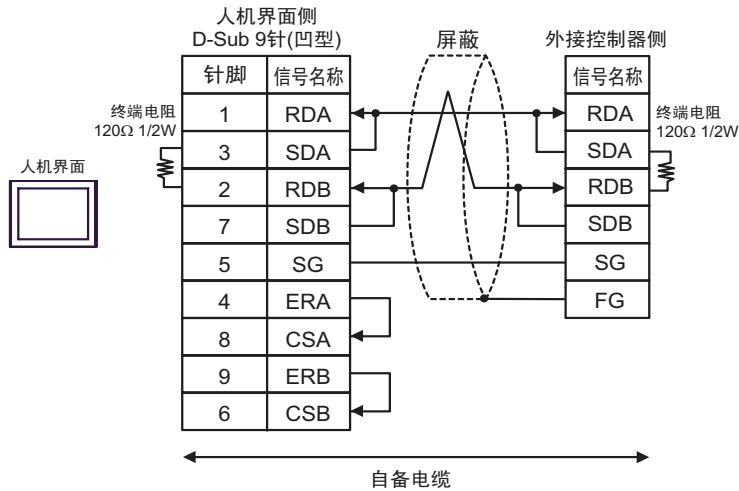 人机界面侧
D-Sub 9针(凹型)
屏蔽
外接控制器侧
针脚 信号名称
信号名称
终端电阻
120Ω 1/2W
1 RDA
RDA
终端电阻
120Ω 1/2W
3 SDA
SDA
人机界面
2 RDB
RDB
7 SDB
SDB
5 SG
SG
4 ERA
FG
8 CSA
9 ERB
6 CSB
自备电缆